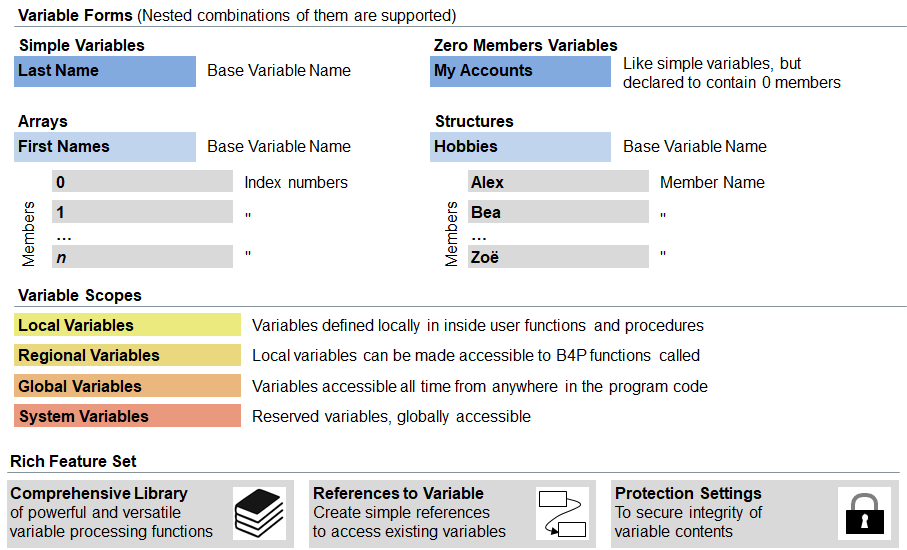 Variable Forms (Nested combinations of them are supported)
Simple Variables
Last Name Base Variable Name
Zero Members Variables
My Accounts
Like simple variables, but
declared to contain 0 members
Arrays
First Names Base Variable Name
Members
0 Index numbers
1 "
...
n "
Structures
Hobbies Base Variable Name
Members
Alex Member Name
Bea "
...
Zoë "
Variable Scopes
Local Variables Variables defined locally in inside user functions and procedures
Regional Variables Local variables can be made accessible to B4P functions called
Global Variables Variables accessible all time from anywhere in the program code
System Variables Reserved variables, globally accessible
Rich Feature Set
Comprehensive Library
of powerful and versatile
variable processing functions
References to Variable
Create simple references
to access existing variables
Protection Settings
To secure integrity of
variable contents